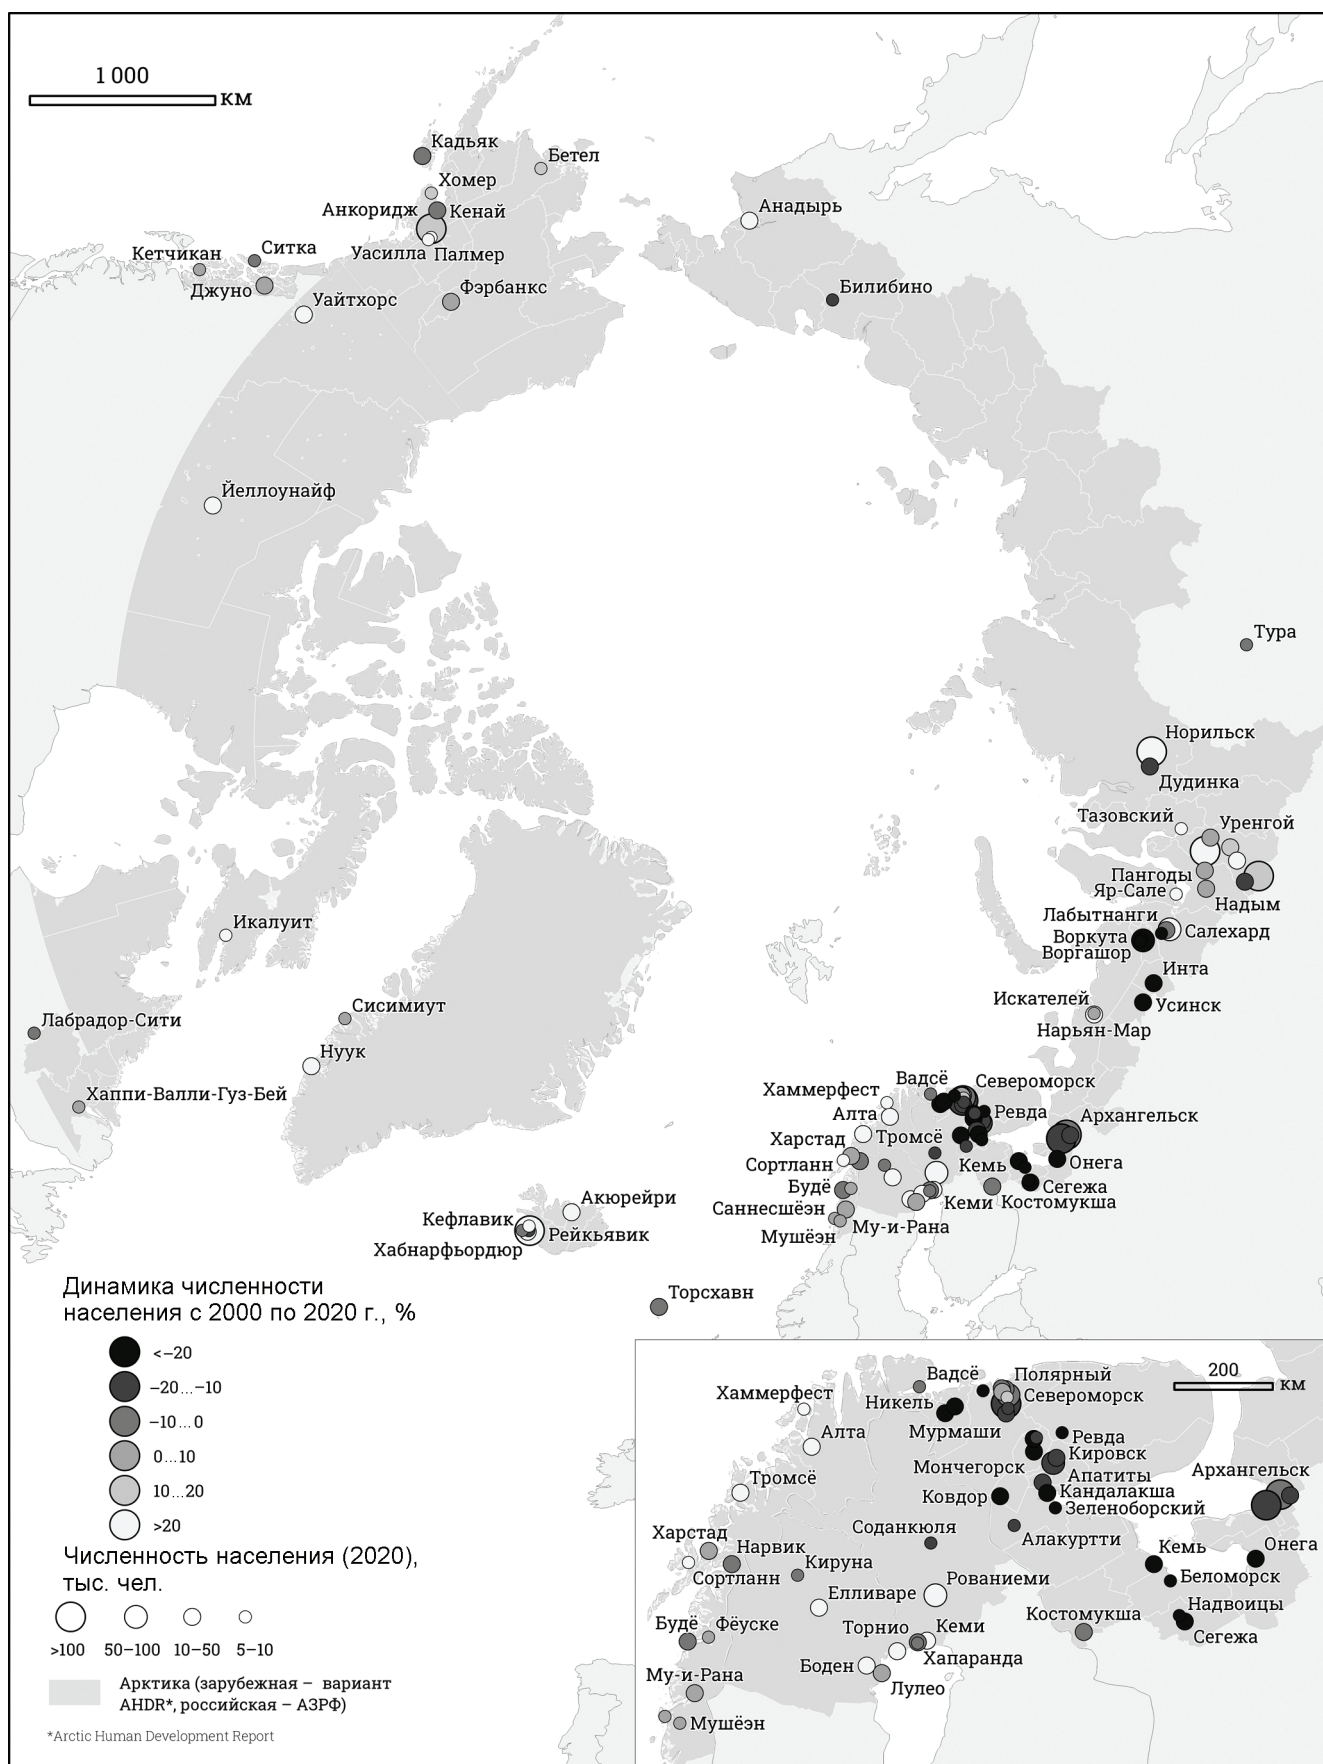 1 000
км
Кадьяк
Бетел
Хомер
Анкоридж
Кенай
Анадырь
Кетчикан
Ситка
Уасилла
Палмер
Джуно
Уайтхорс
Фэрбанкс
Билибино
Йеллоунайф
Тура
Норильск
Дудинка
Тазовский
Уренгой
Пангоды
Яр-Сале
Надым
Лабытнанги
Воркута
Салехард
Воргашор
Икалуит
Инта
Искателей
Усинск
Сисимиут
Лабрадор-Сити
Нарьян-Мар
Нуук
Вадсё
Североморск
Хаммерфест
Хаппи-Валли-Гуз-Бей
Алта
Ревда
Архангельск
Харстад
Тромсё
Сортланн
Кемь
Онега
Будё
Сегежа
Акюрейри
Кеми
Костомукша
Саннесшёэн
Кефлавик
Му-и-Рана
Мушёэн
Рейкьявик
Хабнарфьордюр
Торсхавн
Динамика численности
населения с 2000 по 2020 г., %
<–20
–20...–10
–10...0
0...10
10...20
>20
Численность населения (2020),
тыс. чел.
>100 50–100 10–50 5–10
Арктика (зарубежная – вариант
AHDR*, российская – АЗРФ)
*Arctic Human Development Report
200
км
Вадсё
Полярный
Хаммерфест
Никель
Североморск
Алта
Мурмаши
Ревда
Кировск
Мончегорск
Апатиты
Архангельск
Тромсё
Ковдор
Кандалакша
Зеленоборский
Соданкюля
Харстад
Алакуртти
Нарвик
Кируна
Кемь
Онега
Сортланн
Беломорск
Елливаре
Рованиеми
Надвоицы
Костомукша
Будё
Фёуске
Торнио
Кеми
Сегежа
Хапаранда
Боден
Му-и-Рана
Лулео
Мушёэн